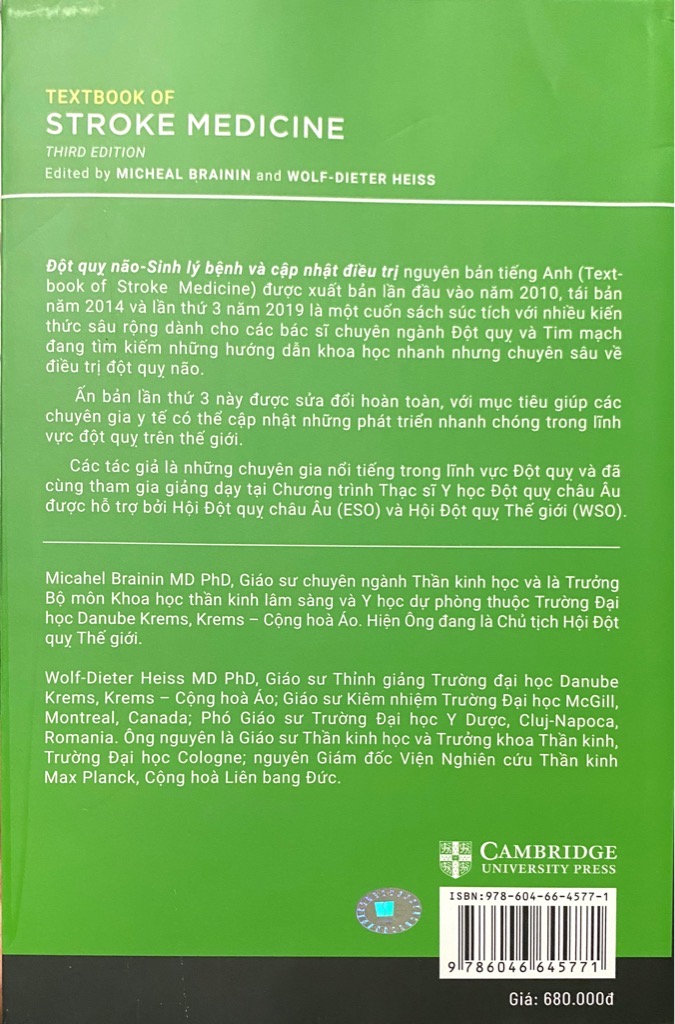 TEXTBOOK OF
STROKE MEDICINE
THIRD EDITION
Edited by MICHEAL BRAININ and WOLF-DIETER HEISS
Đột quỵ não-Sinh lý bệnh và cập nhật điều trị nguyên bản tiếng Anh (Text-
book of Stroke Medicine) được xuất bản lần đầu vào năm 2010, tái bản
năm 2014 và lần thứ 3 năm 2019 là một cuốn sách súc tích với nhiều kiến
thức sâu rộng dành cho các bác sĩ chuyên ngành Đột quỵ và Tim mạch
đang tìm kiếm những hướng dẫn khoa học nhanh nhưng chuyên sâu về
điều trị đột quỵ não.
Ấn bản lần thứ 3 này được sửa đổi hoàn toàn, với mục tiêu giúp các
chuyên gia y tế có thể cập nhật những phát triển nhanh chóng trong lĩnh
vực đột quỵ trên thế giới.
Các tác giả là những chuyên gia nổi tiếng trong lĩnh vực Đột quỵ và đã
cùng tham gia giảng dạy tại Chương trình Thạc sĩ Y học Đột quỵ châu Âu
được hỗ trợ bởi Hội Đột quỵ châu Âu (ESO) và Hội Đột quỵ Thế giới (WSO).
Micahel Brainin MD PhD, Giáo sư chuyên ngành Thần kinh học và là Trưởng
Bộ môn Khoa học thần kinh lâm sàng và Y học dự phòng thuộc Trường Đại
học Danube Krems, Krems – Cộng hoà Áo. Hiện Ông đang là Chủ tịch Hội Đột
quỵ Thế giới.
Wolf-Dieter Heiss MD PhD, Giáo sư Thỉnh giảng Trường đại học Danube
Krems, Krems – Cộng hoà Áo; Giáo sư Kiêm nhiệm Trường Đại học McGill,
Montreal, Canada; Phó Giáo sư Trường Đại học Y Dược, Cluj-Napoca,
Romania. Ông nguyên là Giáo sư Thần kinh học và Trưởng khoa Thần kinh,
Trường Đại học Cologne; nguyên Giám đốc Viện Nghiên cứu Thần kinh
Max Planck, Cộng hoà Liên bang Đức.
CAMBRIDGE
UNIVERSITY PRESS
ISBN:978-604-66-4577-1
9 786046 645771
Giá: 680.000đ